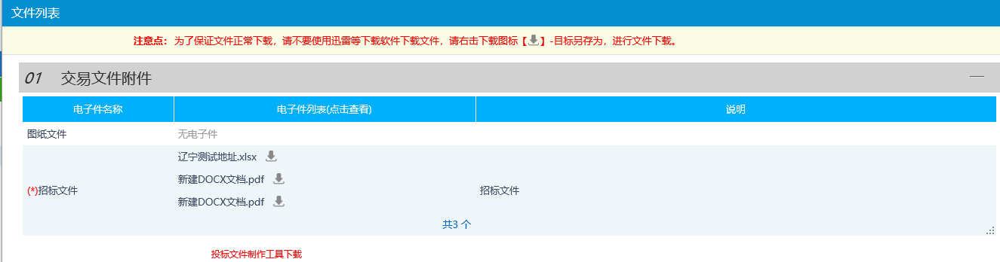 文件列表
注意点：为了保证文件正常下载，请不要使用迅雷等下载软件下载文件，请右击下载图标【】-目标另存为，进行文件下载。
01 交易文件附件
电子件名称 电子件列表(点击查看) 说明
图纸文件 无电子件
辽宁测试地址.xlsx
新建DOCX文档.pdf
(*)招标文件 招标文件
新建DOCX文档.pdf
共3 个
投标文件制作工具下载